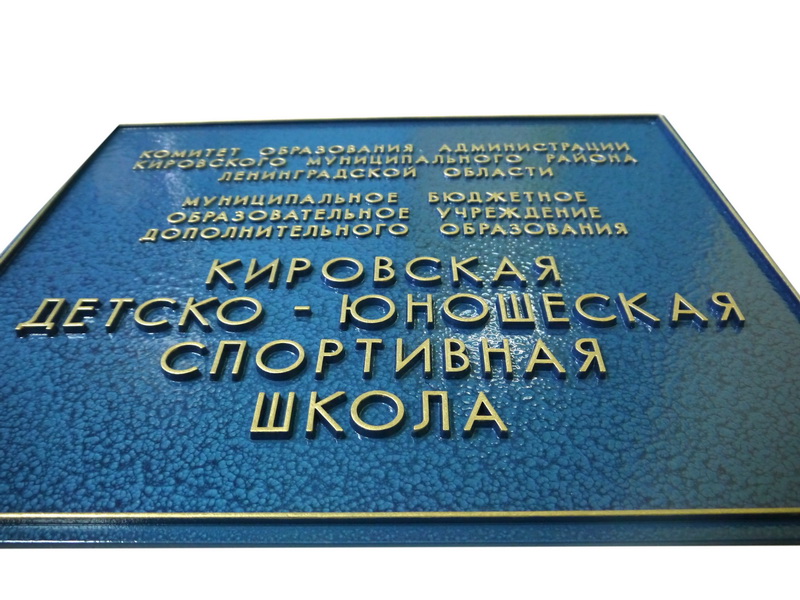 КОМИТЕТ ОБРАЗОВАНИЯ АДМИНИСТРАЦИИ
КИРОВСКОГО МУНИЦИПАЛЬНОГО РАЙОНА
ЛЕНИНГРАДСКОЙ ОБЛАСТИ
МУНИЦИПАЛЬНОЕ БЮДЖЕТНОЕ
ОБРАЗОВАТЕЛЬНОЕ УЧРЕЖДЕНИЕ
ДОПОЛНИТЕЛЬНОГО ОБРАЗОВАНИЯ
КИРОВСКАЯ
ДЕТСКО - ЮНОШЕСКАЯ
СПОРТИВНАЯ
ШКОЛА